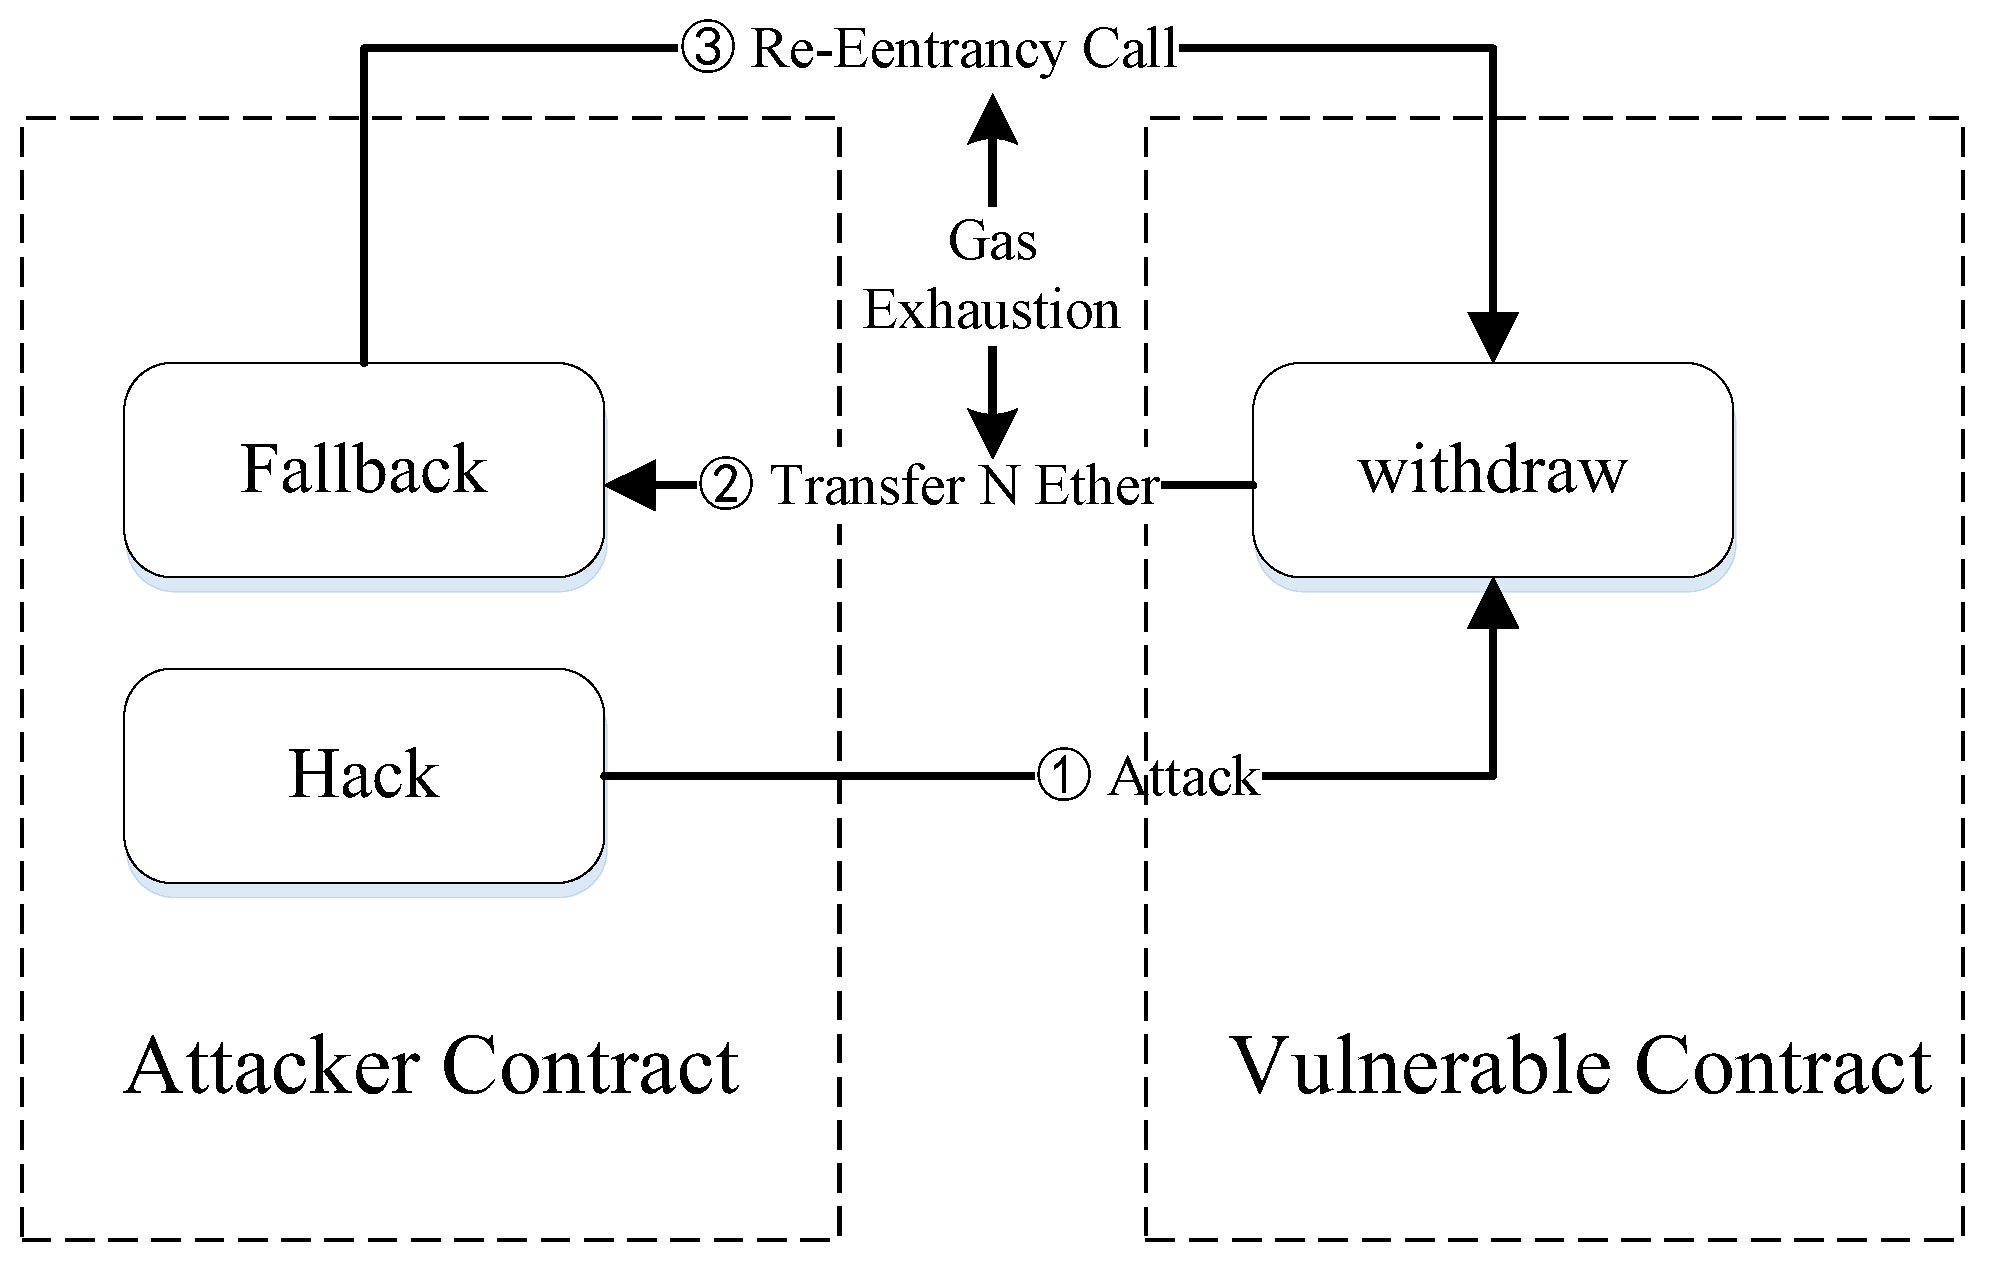 ③ Re-Eentrancy Call
Gas
Exhaustion
Fallback
② Transfer N Ether
withdraw
Hack
① Attack
Attacker Contract
Vulnerable Contract